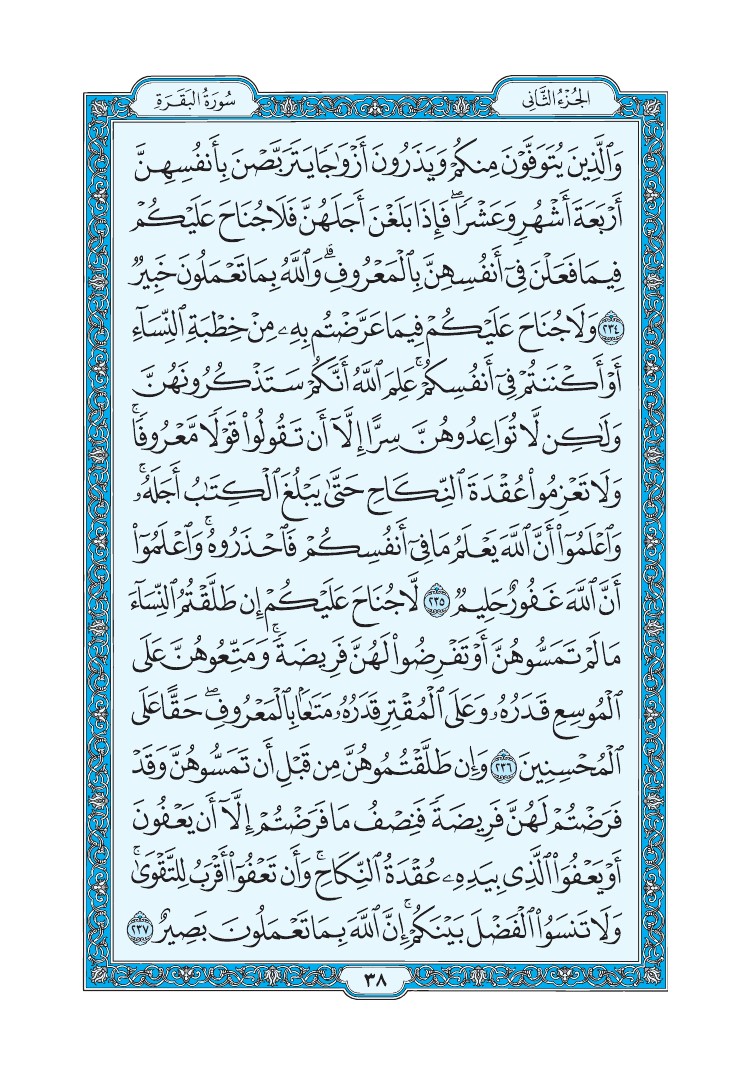 الجُزْءُ الثَّانِي
سُورَةُ البَقَرَةِ
وَٱلَّذِينَ يُتَوَفَّوْنَ مِنكُمْ وَيَذَرُونَ أَزْوَٰجًا يَتَرَبَّصْنَ بِأَنفُسِهِنَّ
أَرْبَعَةَ أَشْهُرٍ وَعَشْرًاۖ فَإِذَا بَلَغْنَ أَجَلَهُنَّ فَلَا جُنَاحَ عَلَيْكُمْ
فِيمَا فَعَلْنَ فِيٓ أَنفُسِهِنَّ بِٱلْمَعْرُوفِۗ وَٱللَّهُ بِمَا تَعْمَلُونَ خَبِيرٌ
٢٣٤ وَلَا جُنَاحَ عَلَيْكُمْ فِيمَا عَرَّضْتُم بِهِۦ مِنْ خِطْبَةِ ٱلنِّسَآءِ
أَوْ أَكْنَنتُمْ فِيٓ أَنفُسِكُمْۚ عَلِمَ ٱللَّهُ أَنَّكُمْ سَتَذْكُرُونَهُنَّ
وَلَٰكِن لَّا تُوَاعِدُوهُنَّ سِرًّا إِلَّآ أَن تَقُولُوا۟ قَوْلًا مَّعْرُوفًاۚ
وَلَا تَعْزِمُوا۟ عُقْدَةَ ٱلنِّكَاحِ حَتَّىٰ يَبْلُغَ ٱلْكِتَٰبُ أَجَلَهُۥۚ
وَٱعْلَمُوٓا۟ أَنَّ ٱللَّهَ يَعْلَمُ مَا فِيٓ أَنفُسِكُمْ فَٱحْذَرُوهُۚ وَٱعْلَمُوٓا۟
أَنَّ ٱللَّهَ غَفُورٌ حَلِيمٌ ٢٣٥ لَّا جُنَاحَ عَلَيْكُمْ إِن طَلَّقْتُمُ ٱلنِّسَآءَ
مَا لَمْ تَمَسُّوهُنَّ أَوْ تَفْرِضُوا۟ لَهُنَّ فَرِيضَةًۚ وَمَتِّعُوهُنَّ عَلَى
ٱلْمُوسِعِ قَدَرُهُۥ وَعَلَى ٱلْمُقْتِرِ قَدَرُهُۥ مَتَٰعًۢا بِٱلْمَعْرُوفِۖ حَقًّا عَلَى
ٱلْمُحْسِنِينَ ٢٣٦ وَإِن طَلَّقْتُمُوهُنَّ مِن قَبْلِ أَن تَمَسُّوهُنَّ وَقَدْ
فَرَضْتُمْ لَهُنَّ فَرِيضَةً فَنِصْفُ مَا فَرَضْتُمْ إِلَّآ أَن يَعْفُونَ
أَوْ يَعْفُوَا۟ ٱلَّذِي بِيَدِهِۦ عُقْدَةُ ٱلنِّكَاحِۚ وَأَن تَعْفُوٓا۟ أَقْرَبُ لِلتَّقْوَىٰۚ
وَلَا تَنسَوُا۟ ٱلْفَضْلَ بَيْنَكُمْۚ إِنَّ ٱللَّهَ بِمَا تَعْمَلُونَ بَصِيرٌ ٢٣٧
٣٨